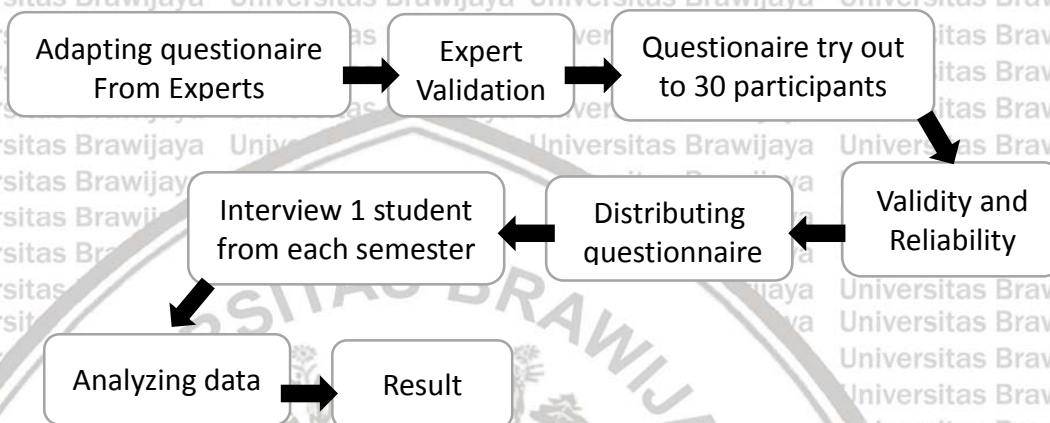 Adapting questionaire
From Experts
Expert
Validation
Questionaire try out
to 30 participants
Validity and
Reliability
Distributing
questionnaire
Interview 1 student
from each semester
Analyzing data
Result